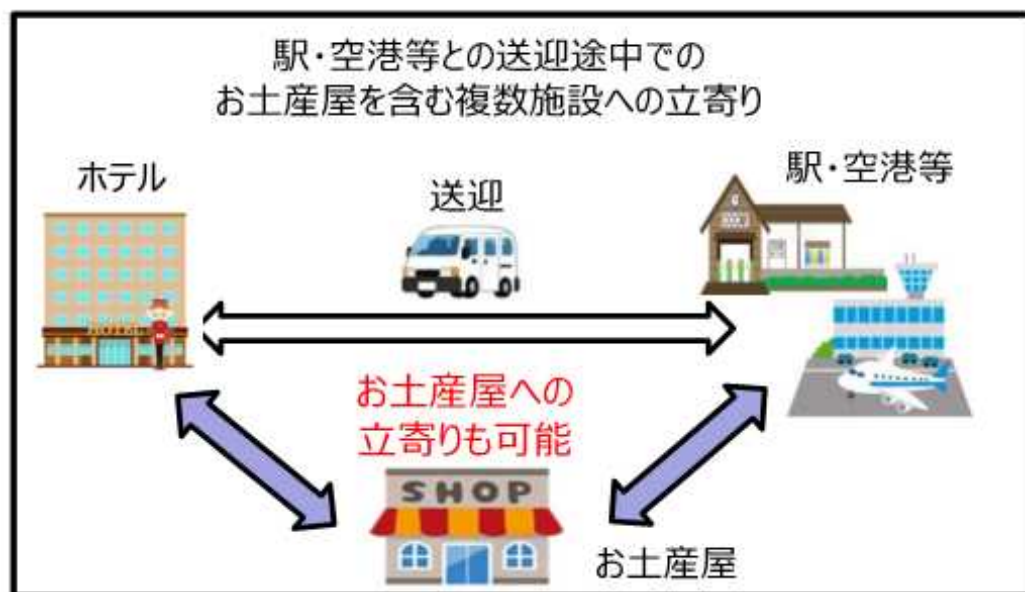 駅・空港等との送迎途中での
お土産屋を含む複数施設への立寄り
ホテル
送迎
駅・空港等
HOTEL
お土産屋への
立寄りも可能
SHOP
お土産屋